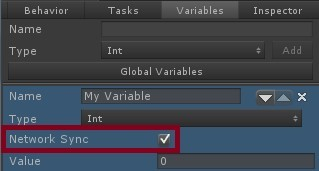 Behavior Tasks Variables Inspector
Name
Type Int Add
Global Variables
Name My Variable
Type Int
Network Sync
Value 0